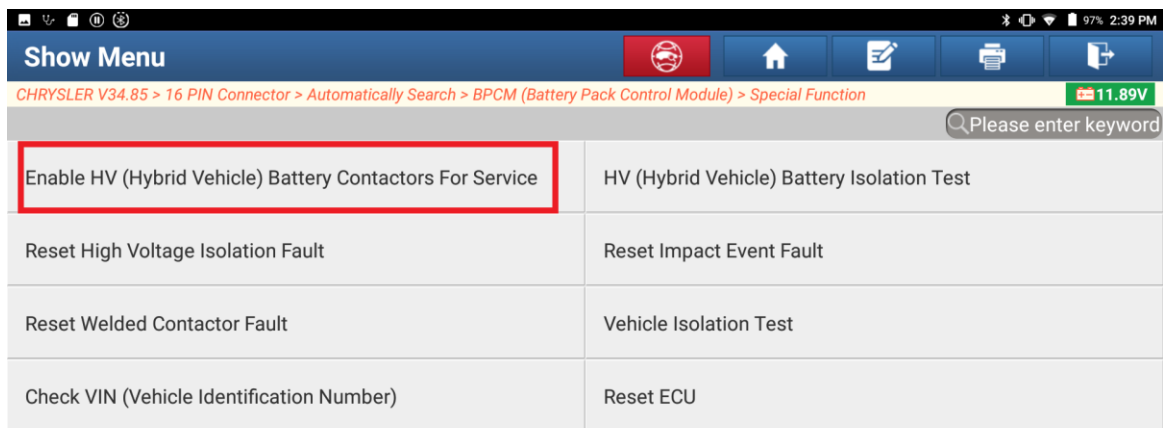 97% 2:39 PM
Show Menu
CHRYSLER V34.85 > 16 PIN Connector > Automatically Search > BPCM (Battery Pack Control Module) > Special Function
11.89V
Please enter keyword
Enable HV (Hybrid Vehicle) Battery Contactors For Service
HV (Hybrid Vehicle) Battery Isolation Test
Reset High Voltage Isolation Fault
Reset Impact Event Fault
Reset Welded Contactor Fault
Vehicle Isolation Test
Check VIN (Vehicle Identification Number)
Reset ECU